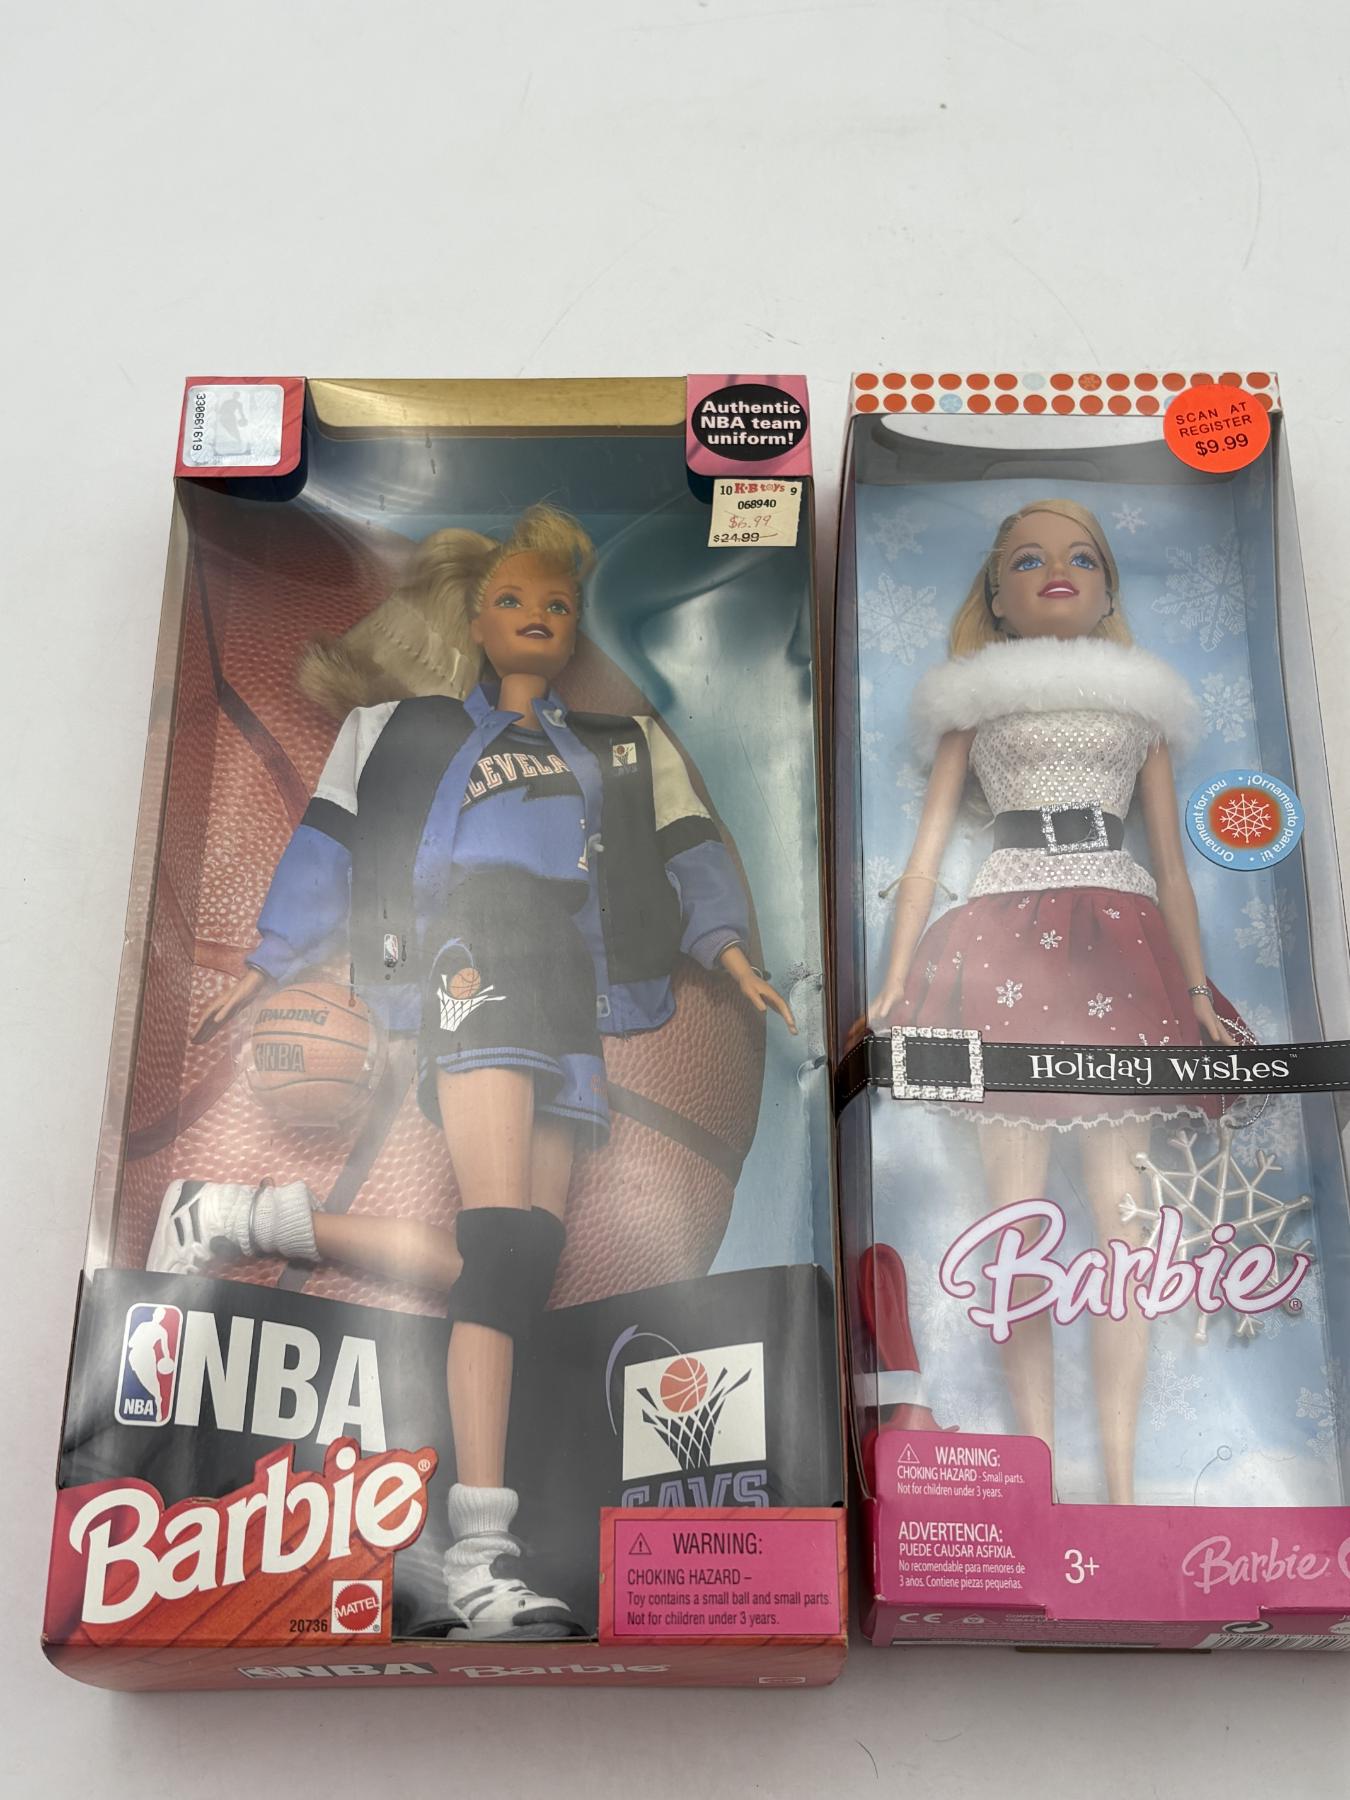 330661619
Authentic
NBA team
uniform!
10 K·B toys 9
068940
$6.99
$24.99
CLEVELA
CAVS
SPALDING
NBA
NBA
NBA
Barbie®
CAVS
20736
MATTEL
WARNING:
CHOKING HAZARD –
Toy contains a small ball and small parts.
Not for children under 3 years.
NBA Barbie
SCAN AT
REGISTER
$9.99
Ornament for you • ¡Ornamento para ti!
Holiday Wishes™
Barbie®
WARNING:
CHOKING HAZARD - Small parts.
Not for children under 3 years.
ADVERTENCIA:
PUEDE CAUSAR ASFIXIA.
No recomendable para menores de
3 años. Contiene piezas pequeñas.
3+
Barbie
CE